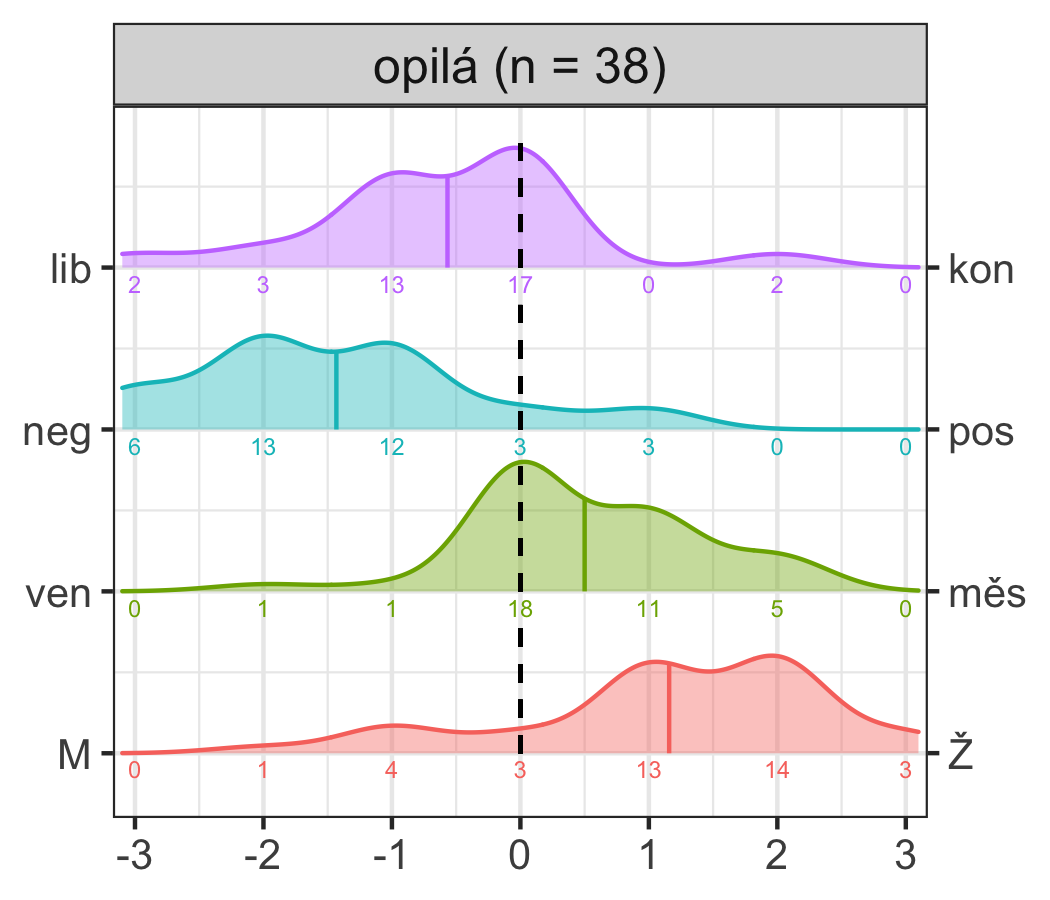 opilá (n = 38)
lib kon
2 3 13 17 0 2 0
neg pos
6 13 12 3 3 0 0
ven měs
0 1 1 18 11 5 0
M Ž
0 1 4 3 13 14 3
-3 -2 -1 0 1 2 3